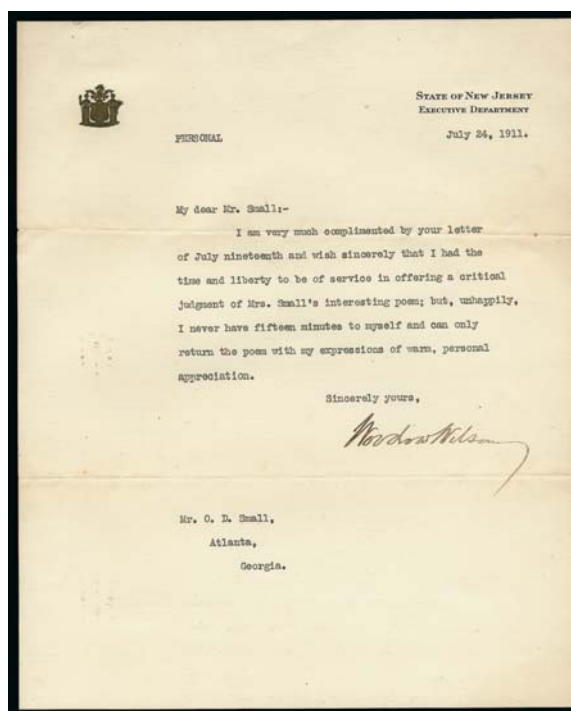 STATE OF NEW JERSEY
EXECUTIVE DEPARTMENT
PERSONAL
July 24, 1911.
My dear Mr. Small:-
I am very much complimented by your letter
of July nineteenth and wish sincerely that I had the
time and liberty to be of service in offering a critical
judgment of Mrs. Small's interesting poem; but, unhappily,
I never have fifteen minutes to myself and can only
return the poem with my expressions of warm, personal
appreciation.
Sincerely yours,
Woodrow Wilson
Mr. O. D. Small,
Atlanta,
Georgia.